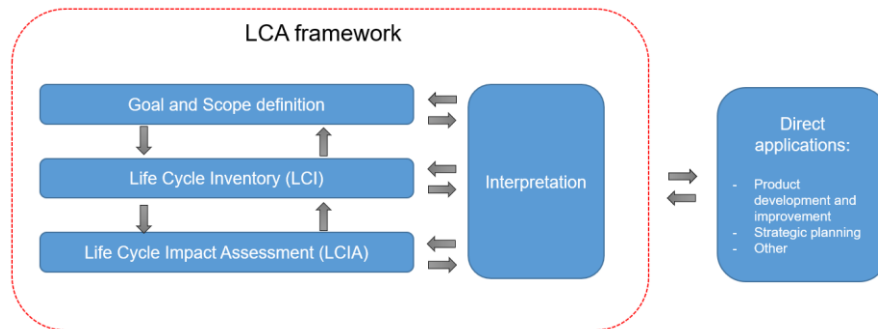 LCA framework
Goal and Scope definition
Life Cycle Inventory (LCI)
Life Cycle Impact Assessment (LCIA)
Interpretation
Direct
applications:
- Product
development and
improvement
- Strategic planning
- Other